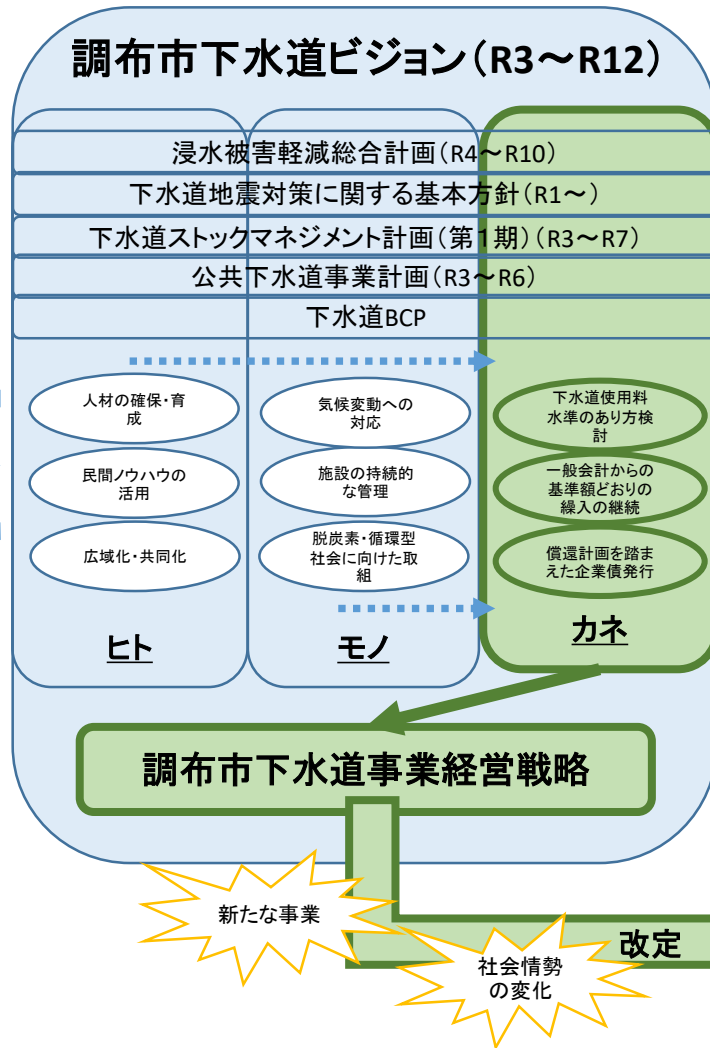 調布市下水道ビジョン（R3～R12）
浸水被害軽減総合計画（R4～R10）
下水道地震対策に関する基本方針（R1～）
下水道ストックマネジメント計画（第１期）（R3～R7）
公共下水道事業計画（R3～R6）
下水道BCP
人材の確保・育
成
民間ノウハウの
活用
広域化・共同化
ヒト
気候変動への
対応
施設の持続的
な管理
脱炭素・循環型
社会に向けた取
組
モノ
下水道使用料
水準のあり方検
討
一般会計からの
基準額どおりの
繰入の継続
償還計画を踏ま
えた企業債発行
カネ
調布市下水道事業経営戦略
新たな事業
社会情勢
の変化
改定